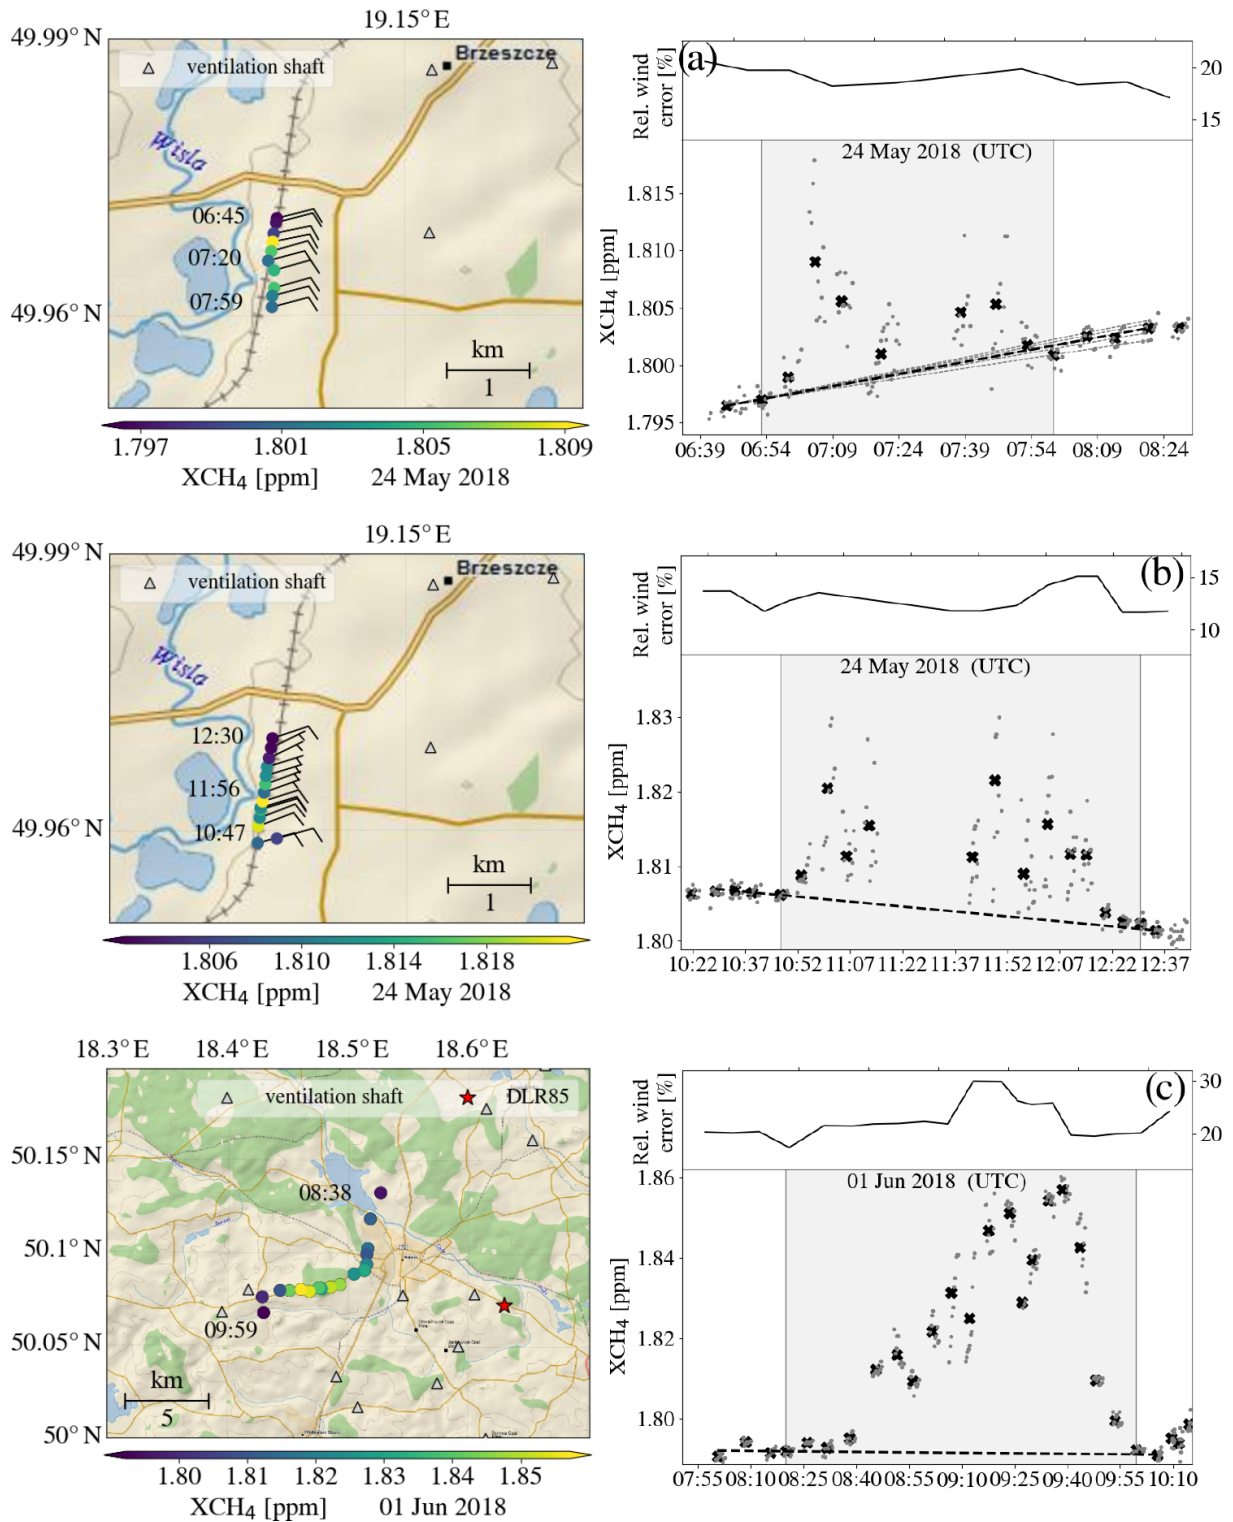 19.15° E
49.99° N
ventilation shaft
Brzeszcze
Wisla
06:45
07:20
07:59
49.96° N
km
1
1.797 1.801 1.805 1.809
XCH4 [ppm] 24 May 2018
(a)
Rel. wind
error [%]
20
15
24 May 2018 (UTC)
XCH4 [ppm]
1.815
1.810
1.805
1.800
1.795
06:39 06:54 07:09 07:24 07:39 07:54 08:09 08:24
19.15° E
49.99° N
ventilation shaft
Brzeszcze
Wisla
12:30
11:56
10:47
49.96° N
km
1
1.806 1.810 1.814 1.818
XCH4 [ppm] 24 May 2018
(b)
Rel. wind
error [%]
15
10
24 May 2018 (UTC)
XCH4 [ppm]
1.83
1.82
1.81
1.80
10:22 10:37 10:52 11:07 11:22 11:37 11:52 12:07 12:22 12:37
18.3° E 18.4° E 18.5° E 18.6° E
ventilation shaft DLR85
50.15° N
08:38
50.1° N
50.05° N
09:59
km
5
50° N
1.80 1.81 1.82 1.83 1.84 1.85
XCH4 [ppm] 01 Jun 2018
(c)
Rel. wind
error [%]
30
20
01 Jun 2018 (UTC)
XCH4 [ppm]
1.86
1.84
1.82
1.80
07:55 08:10 08:25 08:40 08:55 09:10 09:25 09:40 09:55 10:10